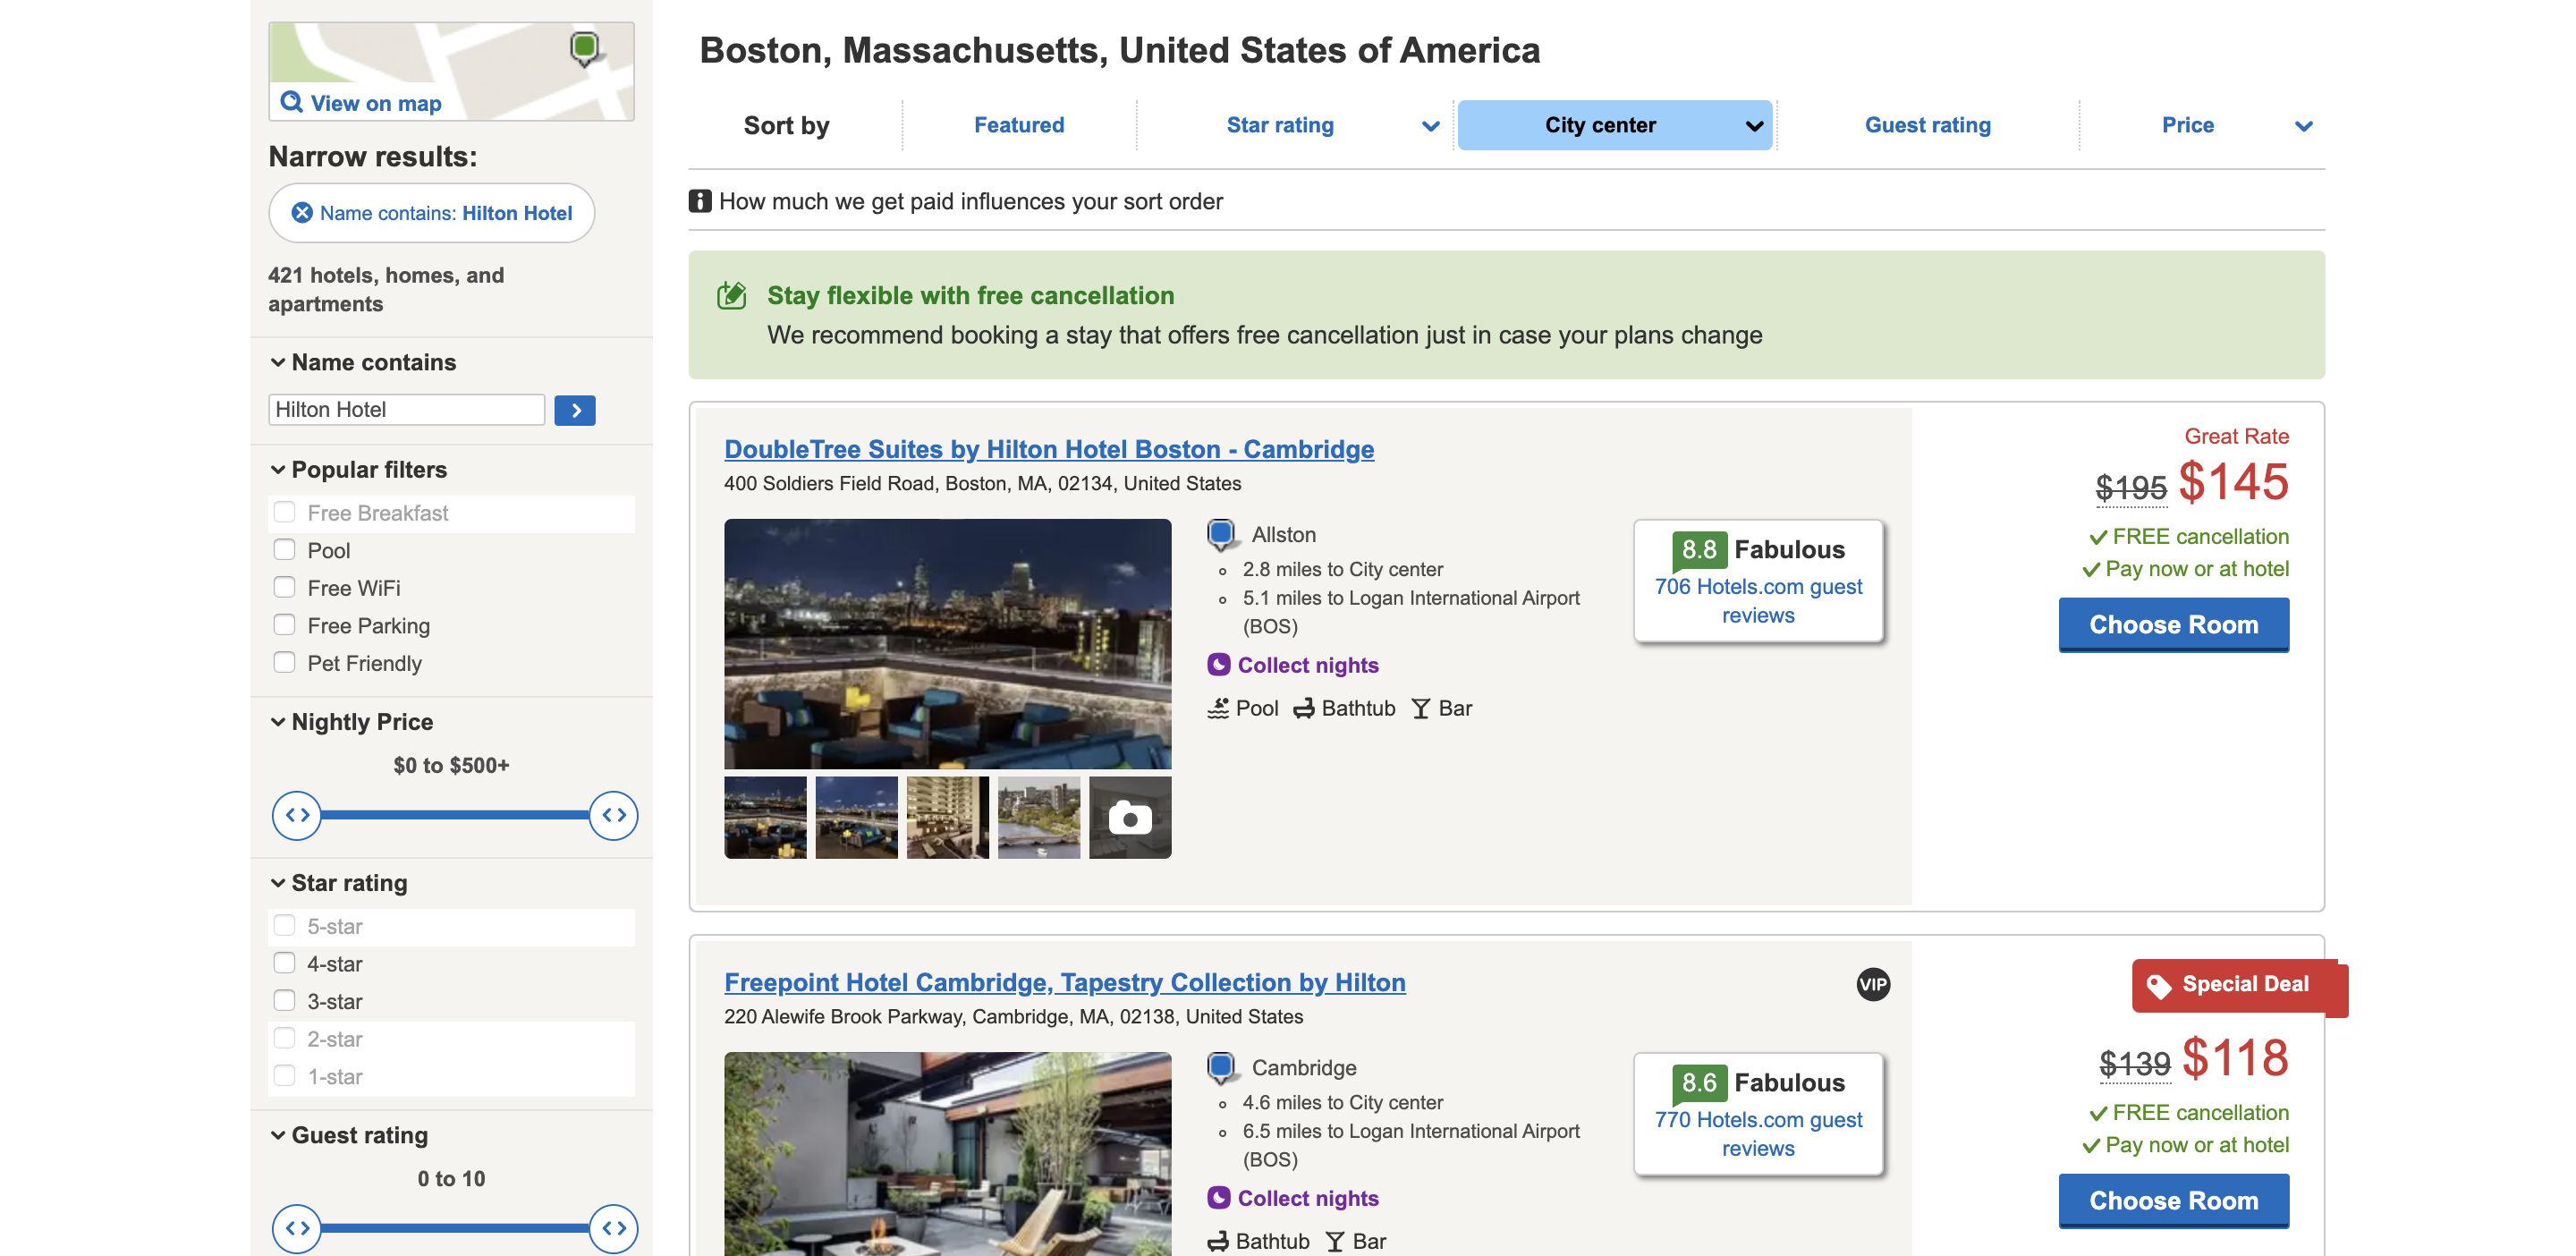 View on map
Narrow results:
Name contains: Hilton Hotel
421 hotels, homes, and
apartments
Name contains
Hilton Hotel
Popular filters
Free Breakfast
Pool
Free WiFi
Free Parking
Pet Friendly
Nightly Price
$0 to $500+
Star rating
5-star
4-star
3-star
2-star
1-star
Guest rating
0 to 10
Boston, Massachusetts, United States of America
Sort by Featured Star rating City center Guest rating Price
How much we get paid influences your sort order
Stay flexible with free cancellation
We recommend booking a stay that offers free cancellation just in case your plans change
DoubleTree Suites by Hilton Hotel Boston - Cambridge
400 Soldiers Field Road, Boston, MA, 02134, United States
Allston
2.8 miles to City center
5.1 miles to Logan International Airport
(BOS)
Collect nights
Pool Bathtub Bar
8.8 Fabulous
706 Hotels.com guest
reviews
Great Rate
$195 $145
FREE cancellation
Pay now or at hotel
Choose Room
Freepoint Hotel Cambridge, Tapestry Collection by Hilton
220 Alewife Brook Parkway, Cambridge, MA, 02138, United States
VIP
Cambridge
4.6 miles to City center
6.5 miles to Logan International Airport
(BOS)
Collect nights
Bathtub Bar
8.6 Fabulous
770 Hotels.com guest
reviews
Special Deal
$139 $118
FREE cancellation
Pay now or at hotel
Choose Room